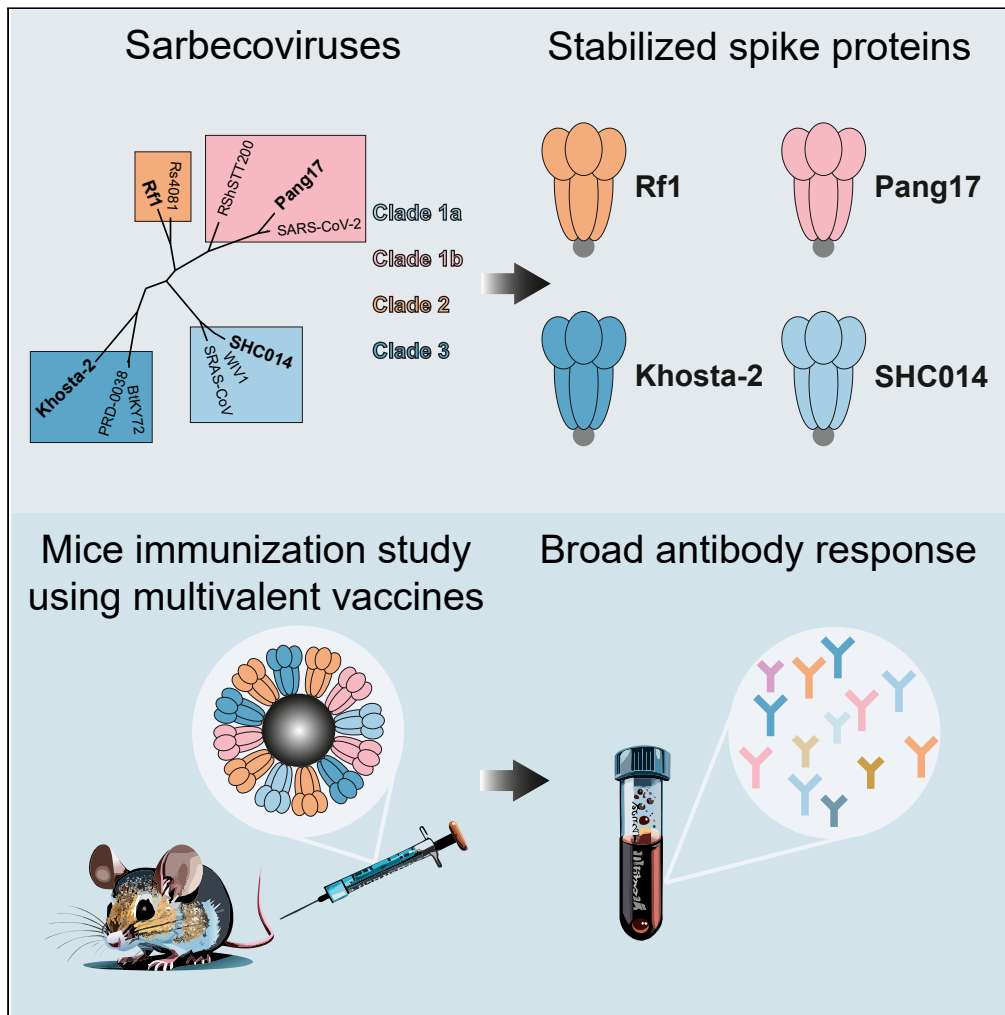 Sarbecoviruses
Stabilized spike proteins
Rf1
Rs4081
RShSTT200
Pang17
SARS-CoV-2
Clade 1a
Clade 1b
Clade 2
Clade 3
Khosta-2
PRD-0038
BtKY72
SHC014
WIV1
SRAS-CoV
Rf1
Pang17
Khosta-2
SHC014
Mice immunization study
using multivalent vaccines
Broad antibody response